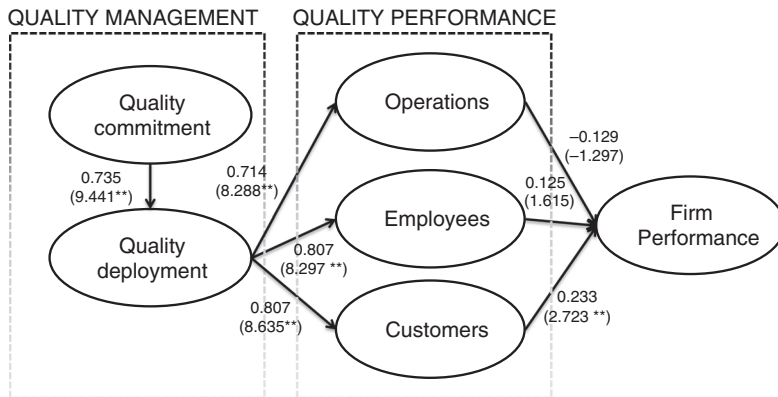 QUALITY MANAGEMENT
QUALITY PERFORMANCE
Quality
commitment
0.735
(9.441**)
Quality
deployment
0.714
(8.288**)
0.807
(8.297 **)
0.807
(8.635**)
Operations
Employees
Customers
–0.129
(–1.297)
0.125
(1.615)
0.233
(2.723 **)
Firm
Performance